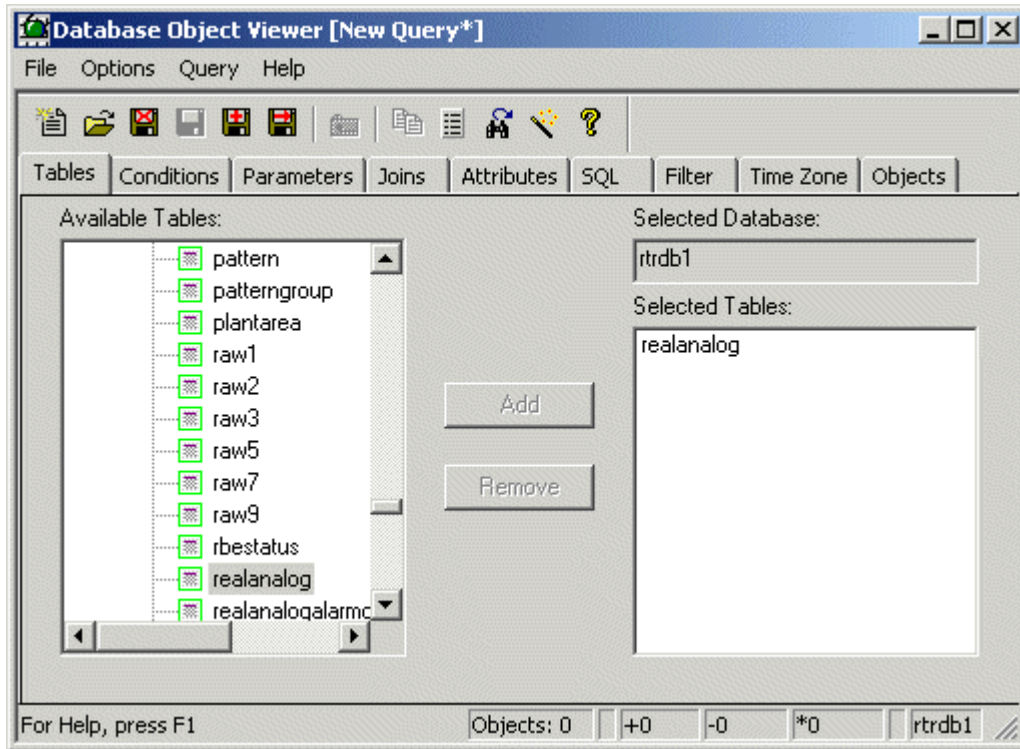 Database Object Viewer [New Query*]
File Options Query Help
Tables Conditions Parameters Joins Attributes SQL Filter Time Zone Objects
Available Tables:
Selected Database:
pattern
patterngroup
plantarea
raw1
raw2
raw3
raw5
raw7
raw9
rbestatus
realanalog
realanalogalarmc
rtrdb1
Selected Tables:
realanalog
Add
Remove
For Help, press F1 Objects: 0 +0 -0 *0 rtrdb1